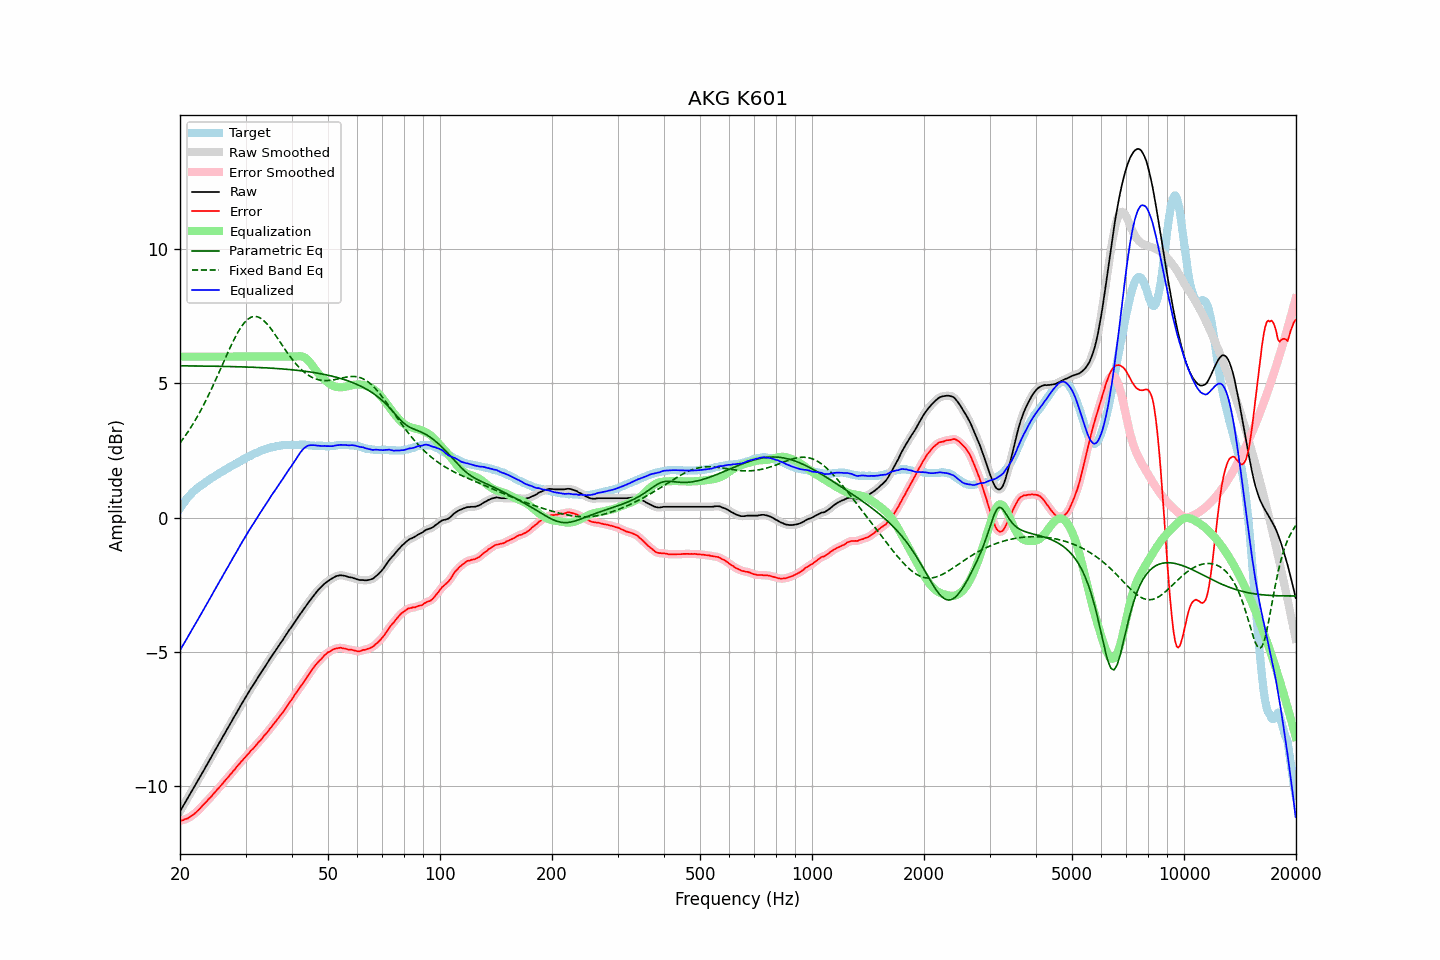 AKG K601
Target
Raw Smoothed
Error Smoothed
Raw
Error
Equalization
Parametric Eq
Fixed Band Eq
Equalized
Amplitude (dBr)
10
5
0
−5
−10
20 50 100 200 500 1000 2000 5000 10000 20000
Frequency (Hz)